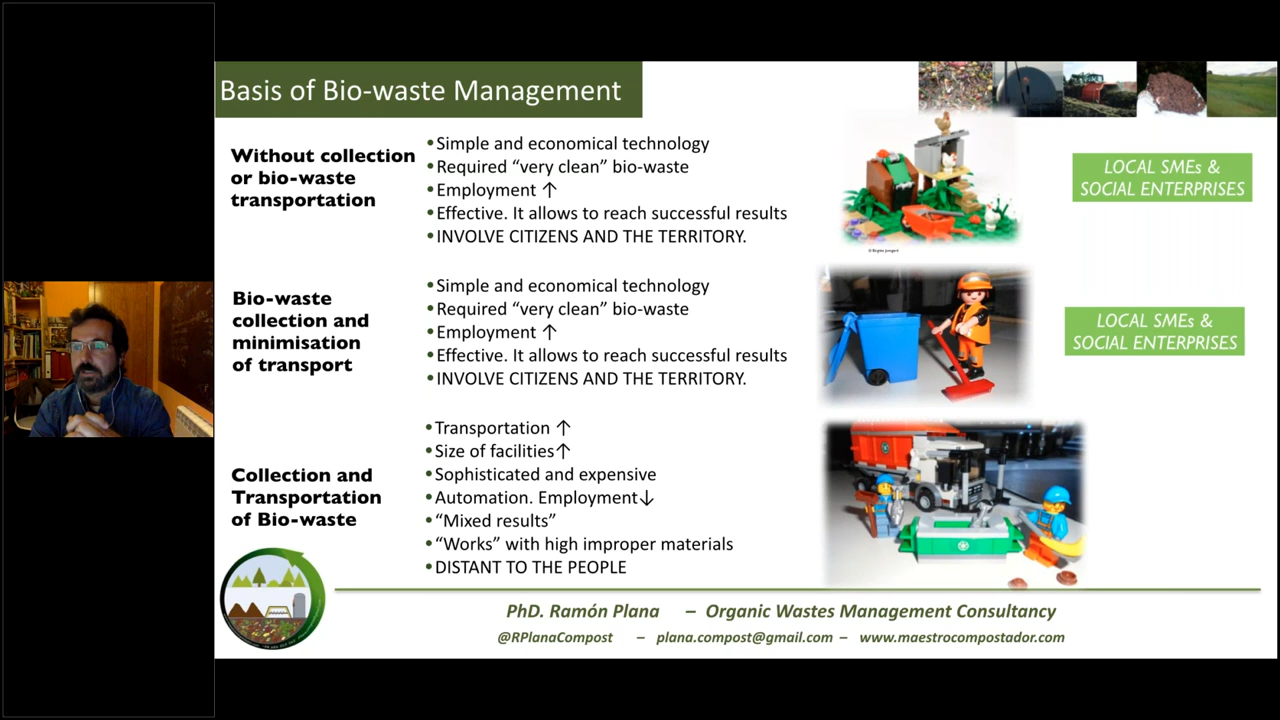 Basis of Bio-waste Management
Without collection
or bio-waste
transportation
•Simple and economical technology
•Required “very clean” bio-waste
•Employment ↑
•Effective. It allows to reach successful results
•INVOLVE CITIZENS AND THE TERRITORY.
LOCAL SMEs &
SOCIAL ENTERPRISES
Bio-waste
collection and
minimisation
of transport
•Simple and economical technology
•Required “very clean” bio-waste
•Employment ↑
•Effective. It allows to reach successful results
•INVOLVE CITIZENS AND THE TERRITORY.
LOCAL SMEs &
SOCIAL ENTERPRISES
Collection and
Transportation
of Bio-waste
•Transportation ↑
•Size of facilities↑
•Sophisticated and expensive
•Automation. Employment↓
•“Mixed results”
•“Works” with high improper materials
•DISTANT TO THE PEOPLE
PhD. Ramón Plana – Organic Wastes Management Consultancy
@RPlanaCompost – plana.compost@gmail.com – www.maestrocompostador.com